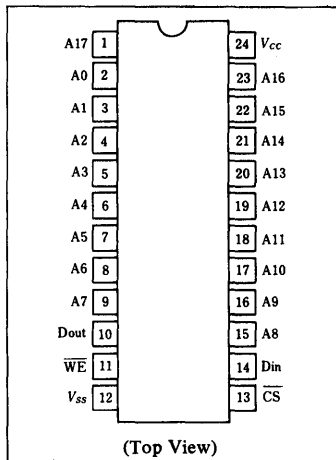 A17 1 24 Vcc
A0 2 23 A16
A1 3 22 A15
A2 4 21 A14
A3 5 20 A13
A4 6 19 A12
A5 7 18 A11
A6 8 17 A10
A7 9 16 A9
Dout 10 15 A8
WE 11 14 Din
Vss 12 13 CS
(Top View)